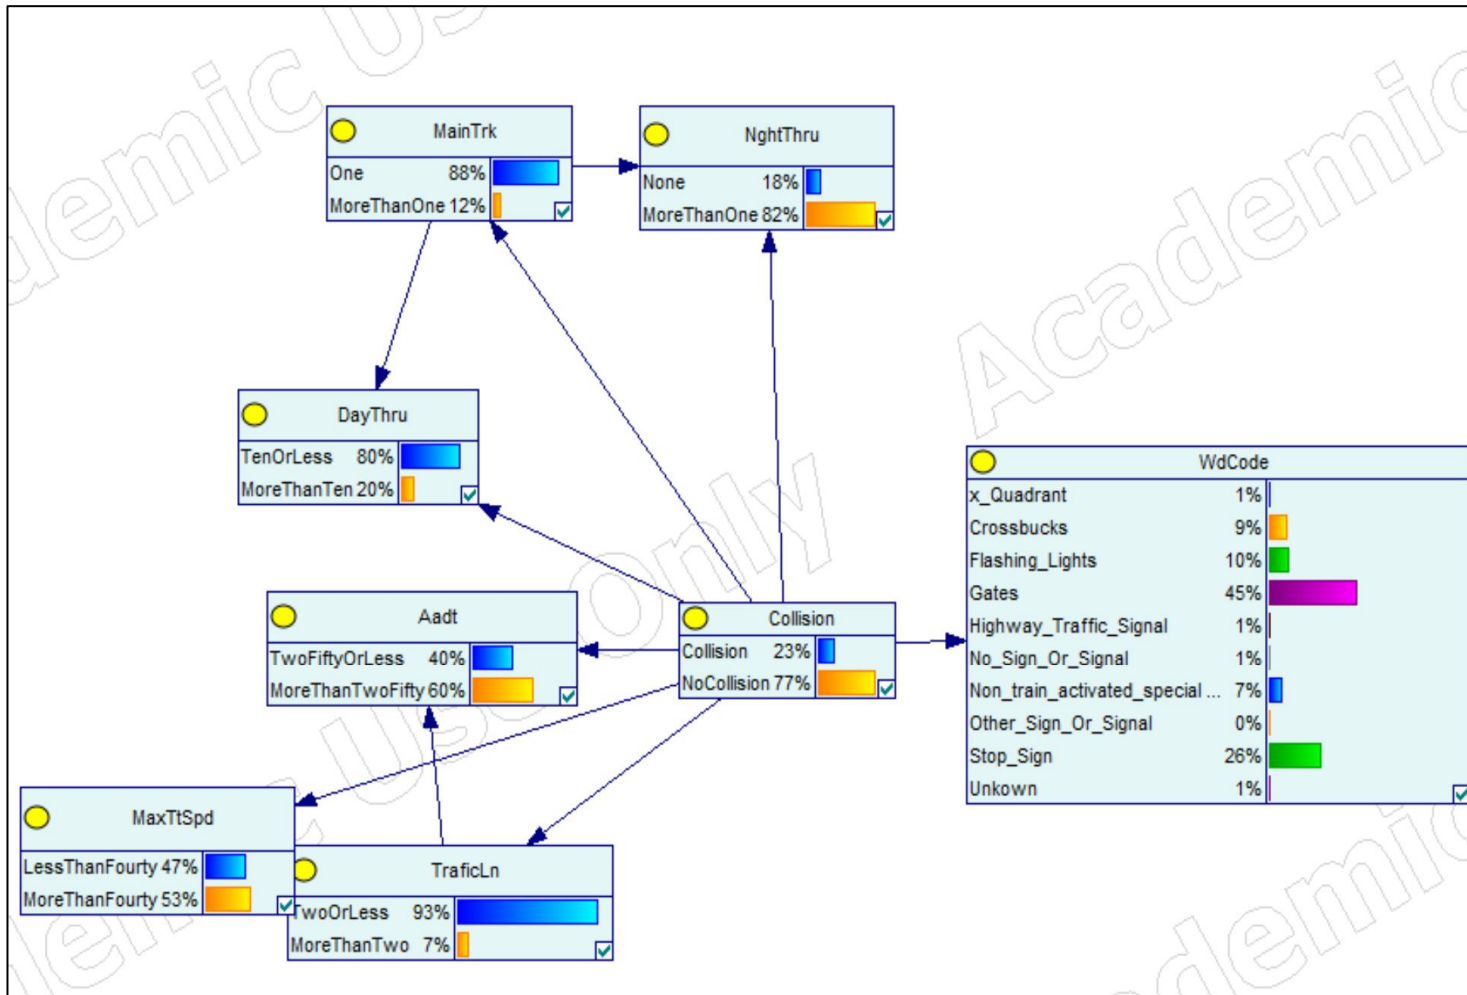 MainTrk
One 88%
MoreThanOne 12%
NghtThru
None 18%
MoreThanOne 82%
DayThru
TenOrLess 80%
MoreThanTen 20%
WdCode
x_Quadrant 1%
Crossbucks 9%
Flashing_Lights 10%
Gates 45%
Highway_Traffic_Signal 1%
No_Sign_Or_Signal 1%
Non_train_activated_special ... 7%
Other_Sign_Or_Signal 0%
Stop_Sign 26%
Unkown 1%
Aadt
TwoFiftyOrLess 40%
MoreThanTwoFifty 60%
Collision
Collision 23%
NoCollision 77%
MaxTtSpd
LessThanFourty 47%
MoreThanFourty 53%
TraficLn
TwoOrLess 93%
MoreThanTwo 7%
Academic Use Only
Academic